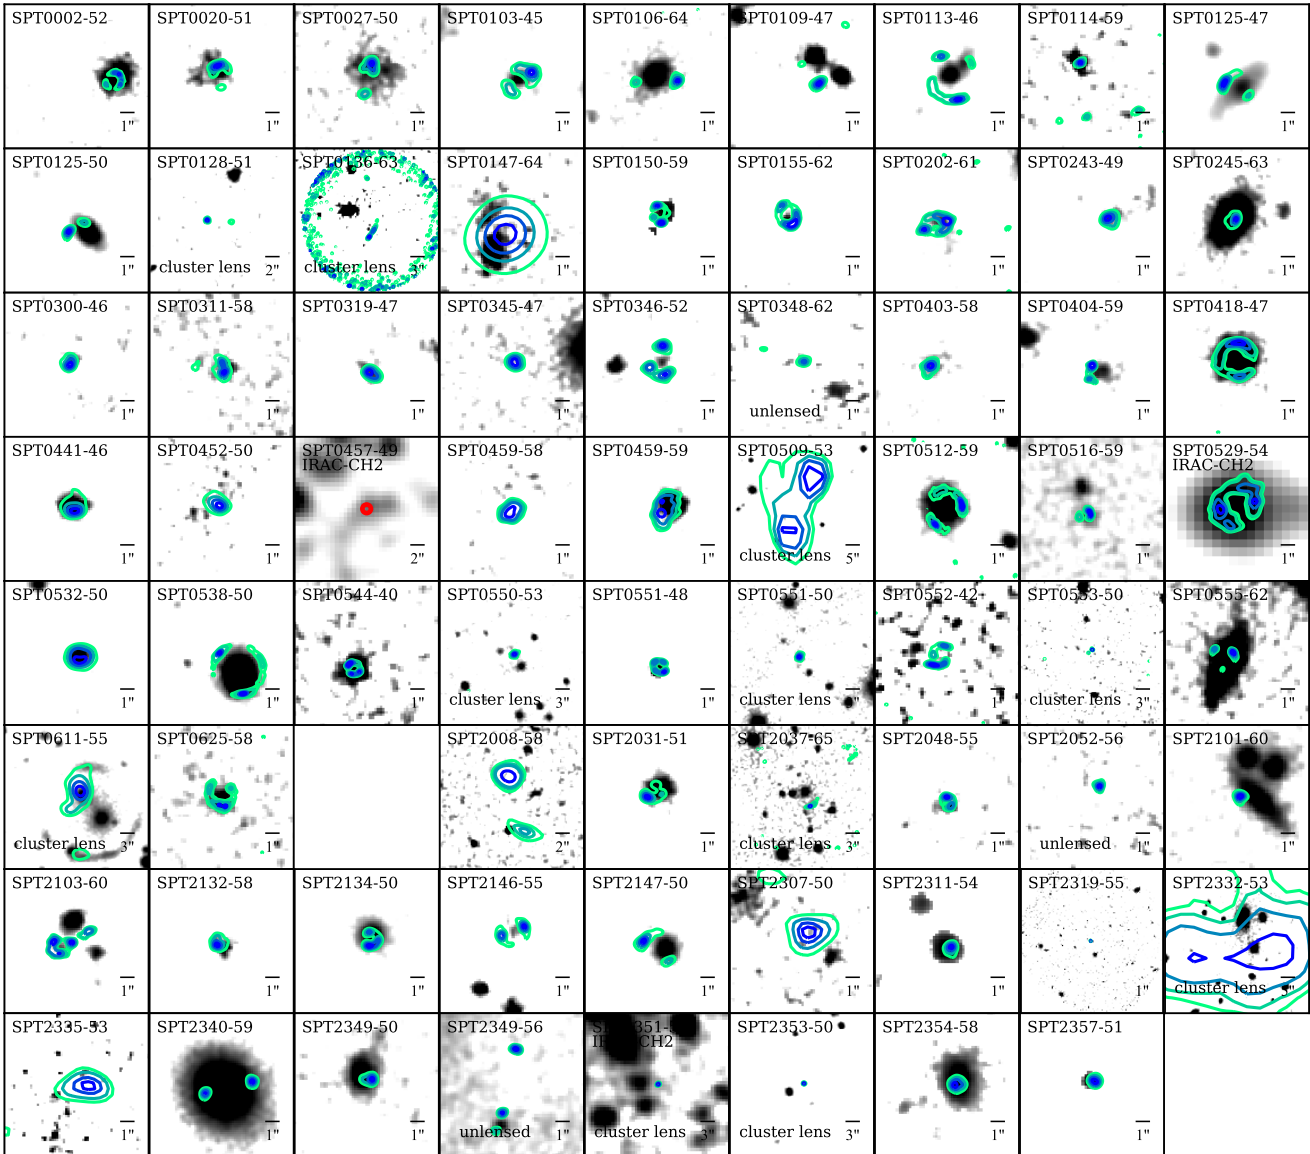 SPT0002-52
1"
SPT0020-51
1"
SPT0027-50
1"
SPT0103-45
1"
SPT0106-64
1"
SPT0109-47
1"
SPT0113-46
1"
SPT0114-59
1"
SPT0125-47
1"
SPT0125-50
1"
SPT0128-51
cluster lens 2"
SPT0136-63
cluster lens 3"
SPT0147-64
1"
SPT0150-59
1"
SPT0155-62
1"
SPT0202-61
1"
SPT0243-49
1"
SPT0245-63
1"
SPT0300-46
1"
SPT0311-58
1"
SPT0319-47
1"
SPT0345-47
1"
SPT0346-52
1"
SPT0348-62
unlensed 1"
SPT0403-58
1"
SPT0404-59
1"
SPT0418-47
1"
SPT0441-46
1"
SPT0452-50
1"
SPT0457-49
IRAC-CH2
2"
SPT0459-58
1"
SPT0459-59
1"
SPT0509-53
cluster lens 5"
SPT0512-59
1"
SPT0516-59
1"
SPT0529-54
IRAC-CH2
1"
SPT0532-50
1"
SPT0538-50
1"
SPT0544-40
1"
SPT0550-53
cluster lens 3"
SPT0551-48
1"
SPT0551-50
cluster lens
SPT0552-42
1"
SPT0553-50
cluster lens 3"
SPT0555-62
1"
SPT0611-55
cluster lens 3"
SPT0625-58
1"
SPT2008-58
2"
SPT2031-51
1"
SPT2037-65
cluster lens 3"
SPT2048-55
1"
SPT2052-56
unlensed 1"
SPT2101-60
1"
SPT2103-60
1"
SPT2132-58
1"
SPT2134-50
1"
SPT2146-55
1"
SPT2147-50
1"
SPT2307-50
1"
SPT2311-54
1"
SPT2319-55
1"
SPT2332-53
cluster lens 5"
SPT2335-53
1"
SPT2340-59
1"
SPT2349-50
1"
SPT2349-56
unlensed 1"
cluster lens 3"
SPT2353-50
cluster lens 3"
SPT2354-58
1"
SPT2357-51
1"